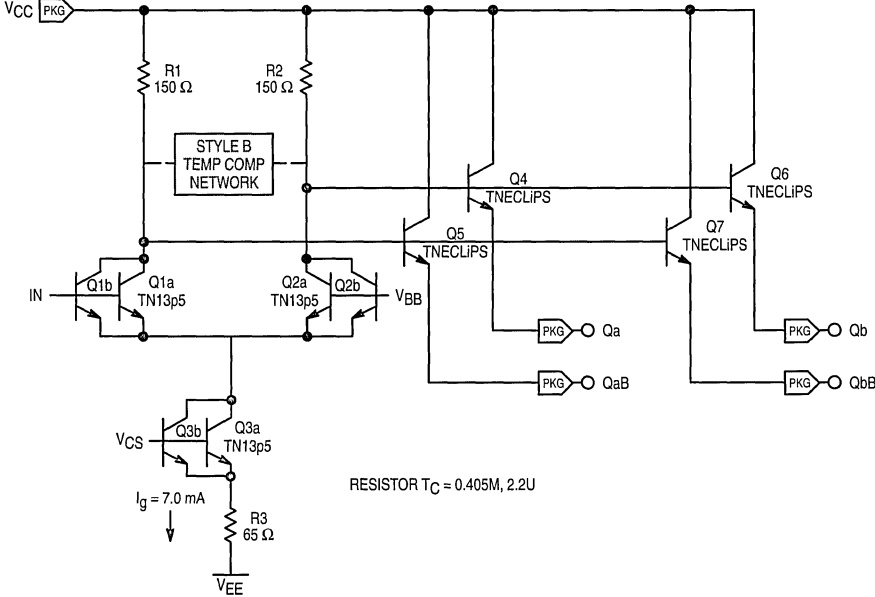 VCC PKG
R1
150 Ω
R2
150 Ω
STYLE B
TEMP COMP
NETWORK
Q4
TNECLiPS
Q6
TNECLiPS
Q5
TNECLiPS
Q7
TNECLiPS
IN
Q1b
Q1a
TN13p5
Q2a
TN13p5
Q2b
VBB
PKG Qa
PKG Qb
PKG QaB
PKG QbB
VCS
Q3b
Q3a
TN13p5
RESISTOR TC = 0.405M, 2.2U
Ig = 7.0 mA
R3
65 Ω
VEE